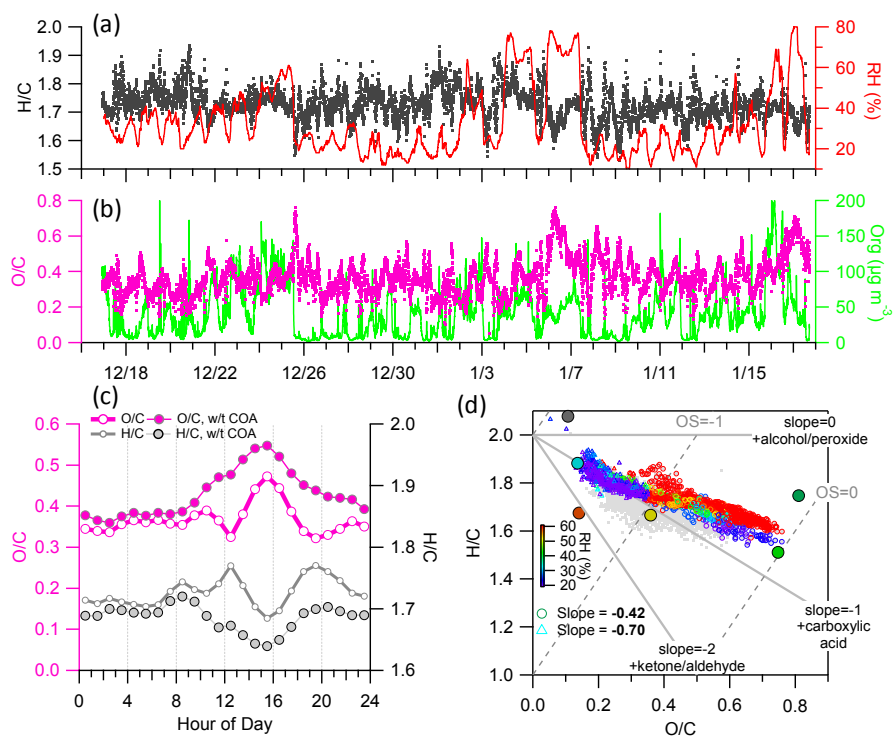 (a)
2.0
1.9
1.8
1.7
1.6
1.5
H/C
80
60
40
20
RH (%)
(b)
0.8
0.6
0.4
0.2
0.0
O/C
200
150
100
50
0
Org (µg m-3)
12/18 12/22 12/26 12/30 1/3 1/7 1/11 1/15
(c)
O/C O/C, w/t COA
H/C H/C, w/t COA
0.6
0.5
0.4
0.3
0.2
0.1
0.0
O/C
2.0
1.9
1.8
1.7
1.6
H/C
0 4 8 12 16 20 24
Hour of Day
(d)
OS=-1
slope=0
+alcohol/peroxide
OS=0
2.0
1.8
1.6
1.4
1.2
1.0
H/C
60
50
40
30
20
RH (%)
Slope = -0.42
Slope = -0.70
slope=-1
+carboxylic
acid
slope=-2
+ketone/aldehyde
0.0 0.2 0.4 0.6 0.8
O/C